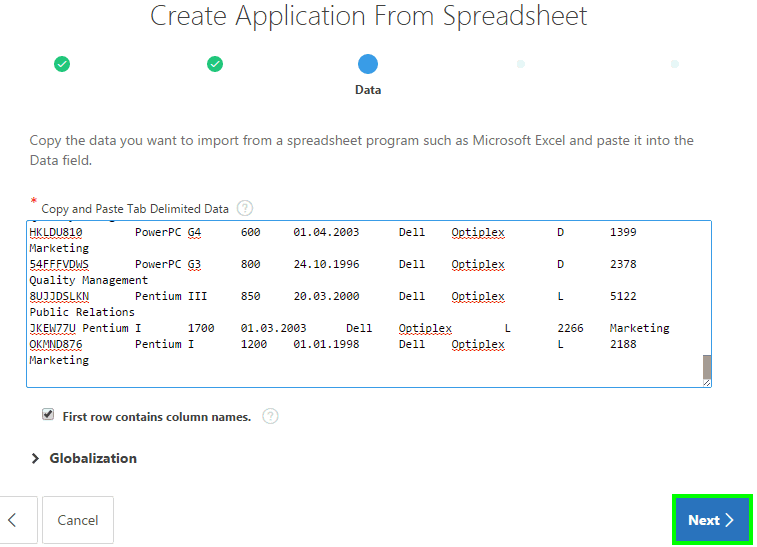 Create Application From Spreadsheet
Data
Copy the data you want to import from a spreadsheet program such as Microsoft Excel and paste it into the
Data field.
* Copy and Paste Tab Delimited Data ?
HKLDU810 PowerPC G4 600 01.04.2003 Dell Optiplex D 1399
Marketing
54FFFVDWS PowerPC G3 800 24.10.1996 Dell Optiplex D 2378
Quality Management
8UJJDSLKN Pentium III 850 20.03.2000 Dell Optiplex L 5122
Public Relations
JKEW77U Pentium I 1700 01.03.2003 Dell Optiplex L 2266 Marketing
OKMND876 Pentium I 1200 01.01.1998 Dell Optiplex L 2188
Marketing
First row contains column names. ?
Globalization
Cancel
Next